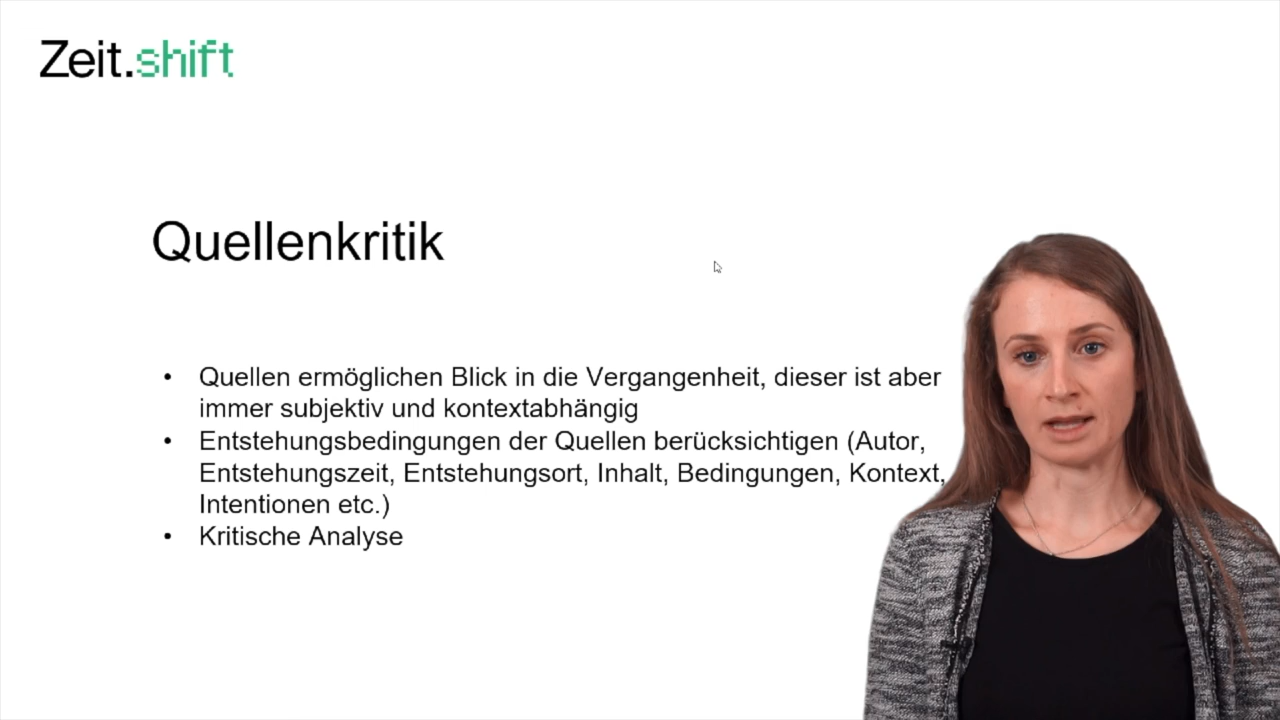 Zeit.shift
Quellenkritik
• Quellen ermöglichen Blick in die Vergangenheit, dieser ist aber
immer subjektiv und kontextabhängig
• Entstehungsbedingungen der Quellen berücksichtigen (Autor,
Entstehungszeit, Entstehungsort, Inhalt, Bedingungen, Kontext,
Intentionen etc.)
• Kritische Analyse